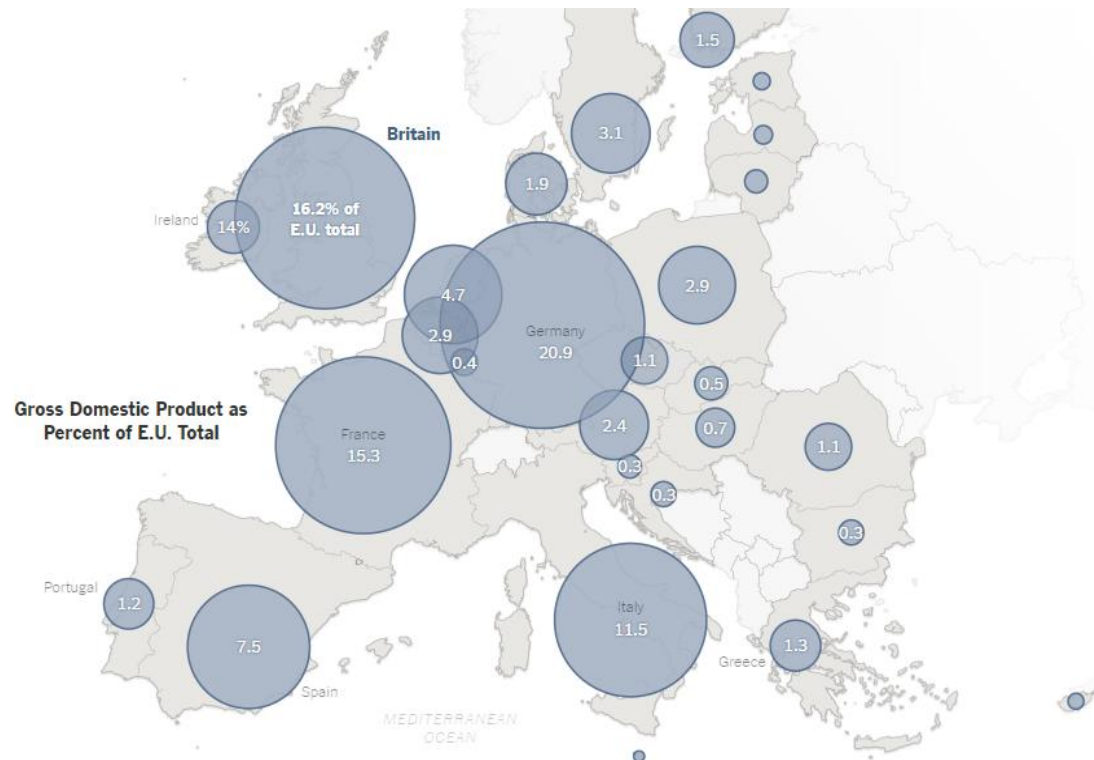 1.5
3.1
Britain
1.9
16.2% of
E.U. total
Ireland
14%
2.9
4.7
Germany
20.9
2.9
0.4
1.1
0.5
Gross Domestic Product as
Percent of E.U. Total
2.4
0.7
France
15.3
1.1
0.3
0.3
0.3
Portugal
1.2
Italy
11.5
7.5
1.3
Greece
Spain
MEDITERRANEAN
OCEAN